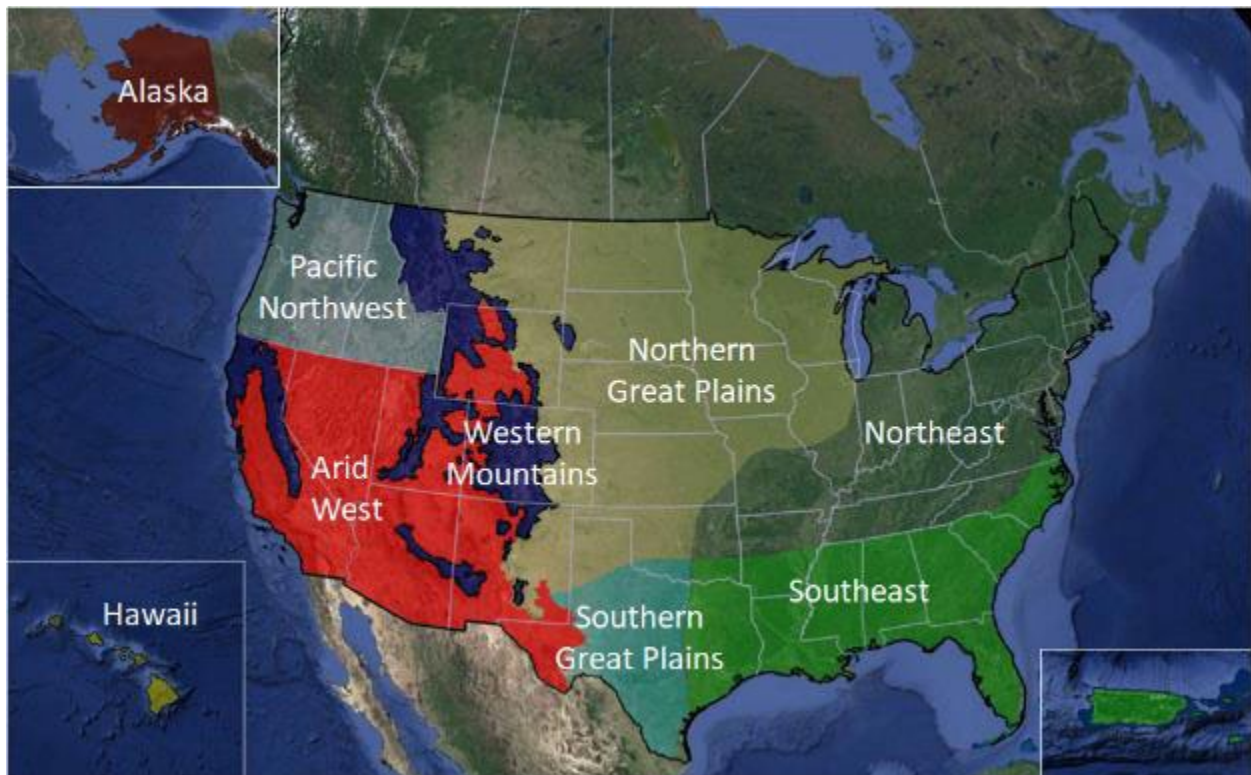 Alaska
Pacific
Northwest
Northern
Great Plains
Western
Mountains
Northeast
Arid
West
Southeast
Hawaii
Southern
Great Plains